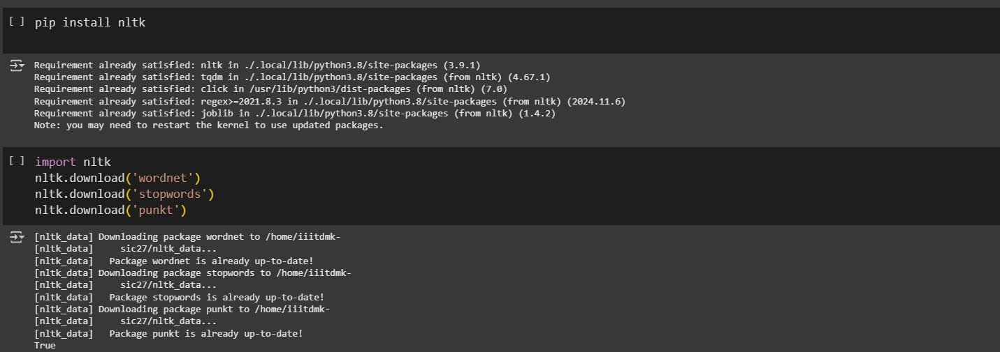 [ ] pip install nltk
Requirement already satisfied: nltk in ./.local/lib/python3.8/site-packages (3.9.1)
Requirement already satisfied: tqdm in ./.local/lib/python3.8/site-packages (from nltk) (4.67.1)
Requirement already satisfied: click in /usr/lib/python3/dist-packages (from nltk) (7.0)
Requirement already satisfied: regex>=2021.8.3 in ./.local/lib/python3.8/site-packages (from nltk) (2024.11.6)
Requirement already satisfied: joblib in ./.local/lib/python3.8/site-packages (from nltk) (1.4.2)
Note: you may need to restart the kernel to use updated packages.
[ ] import nltk
nltk.download('wordnet')
nltk.download('stopwords')
nltk.download('punkt')
[nltk_data] Downloading package wordnet to /home/iiitdmk-
[nltk_data]     sic27/nltk_data...
[nltk_data]   Package wordnet is already up-to-date!
[nltk_data] Downloading package stopwords to /home/iiitdmk-
[nltk_data]     sic27/nltk_data...
[nltk_data]   Package stopwords is already up-to-date!
[nltk_data] Downloading package punkt to /home/iiitdmk-
[nltk_data]     sic27/nltk_data...
[nltk_data]   Package punkt is already up-to-date!
True